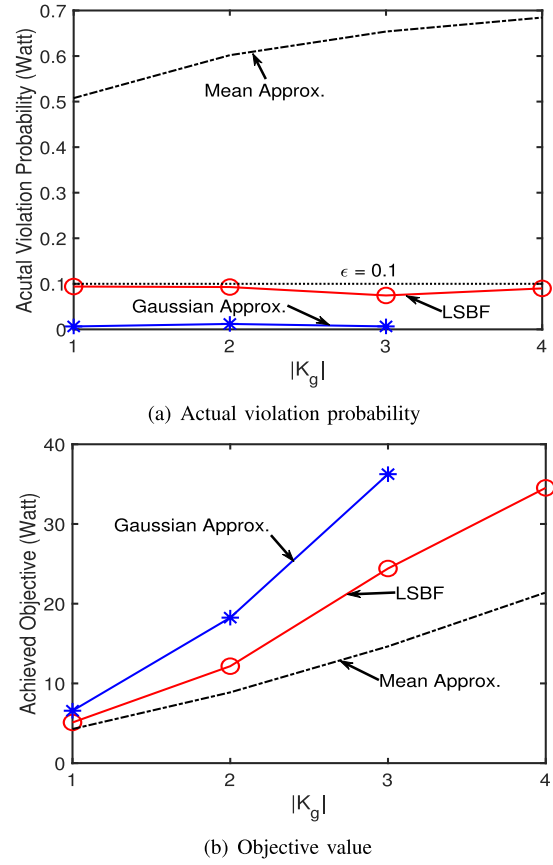 0.7
0.6
0.5
0.4
0.3
0.2
0.1
0
Acutal Violation Probability (Watt)
Mean Approx.
ϵ = 0.1
Gaussian Approx.
LSBF
1 2 3 4
|K_g|
(a) Actual violation probability
40
30
20
10
0
Achieved Objective (Watt)
Gaussian Approx.
LSBF
Mean Approx.
1 2 3 4
|K_g|
(b) Objective value